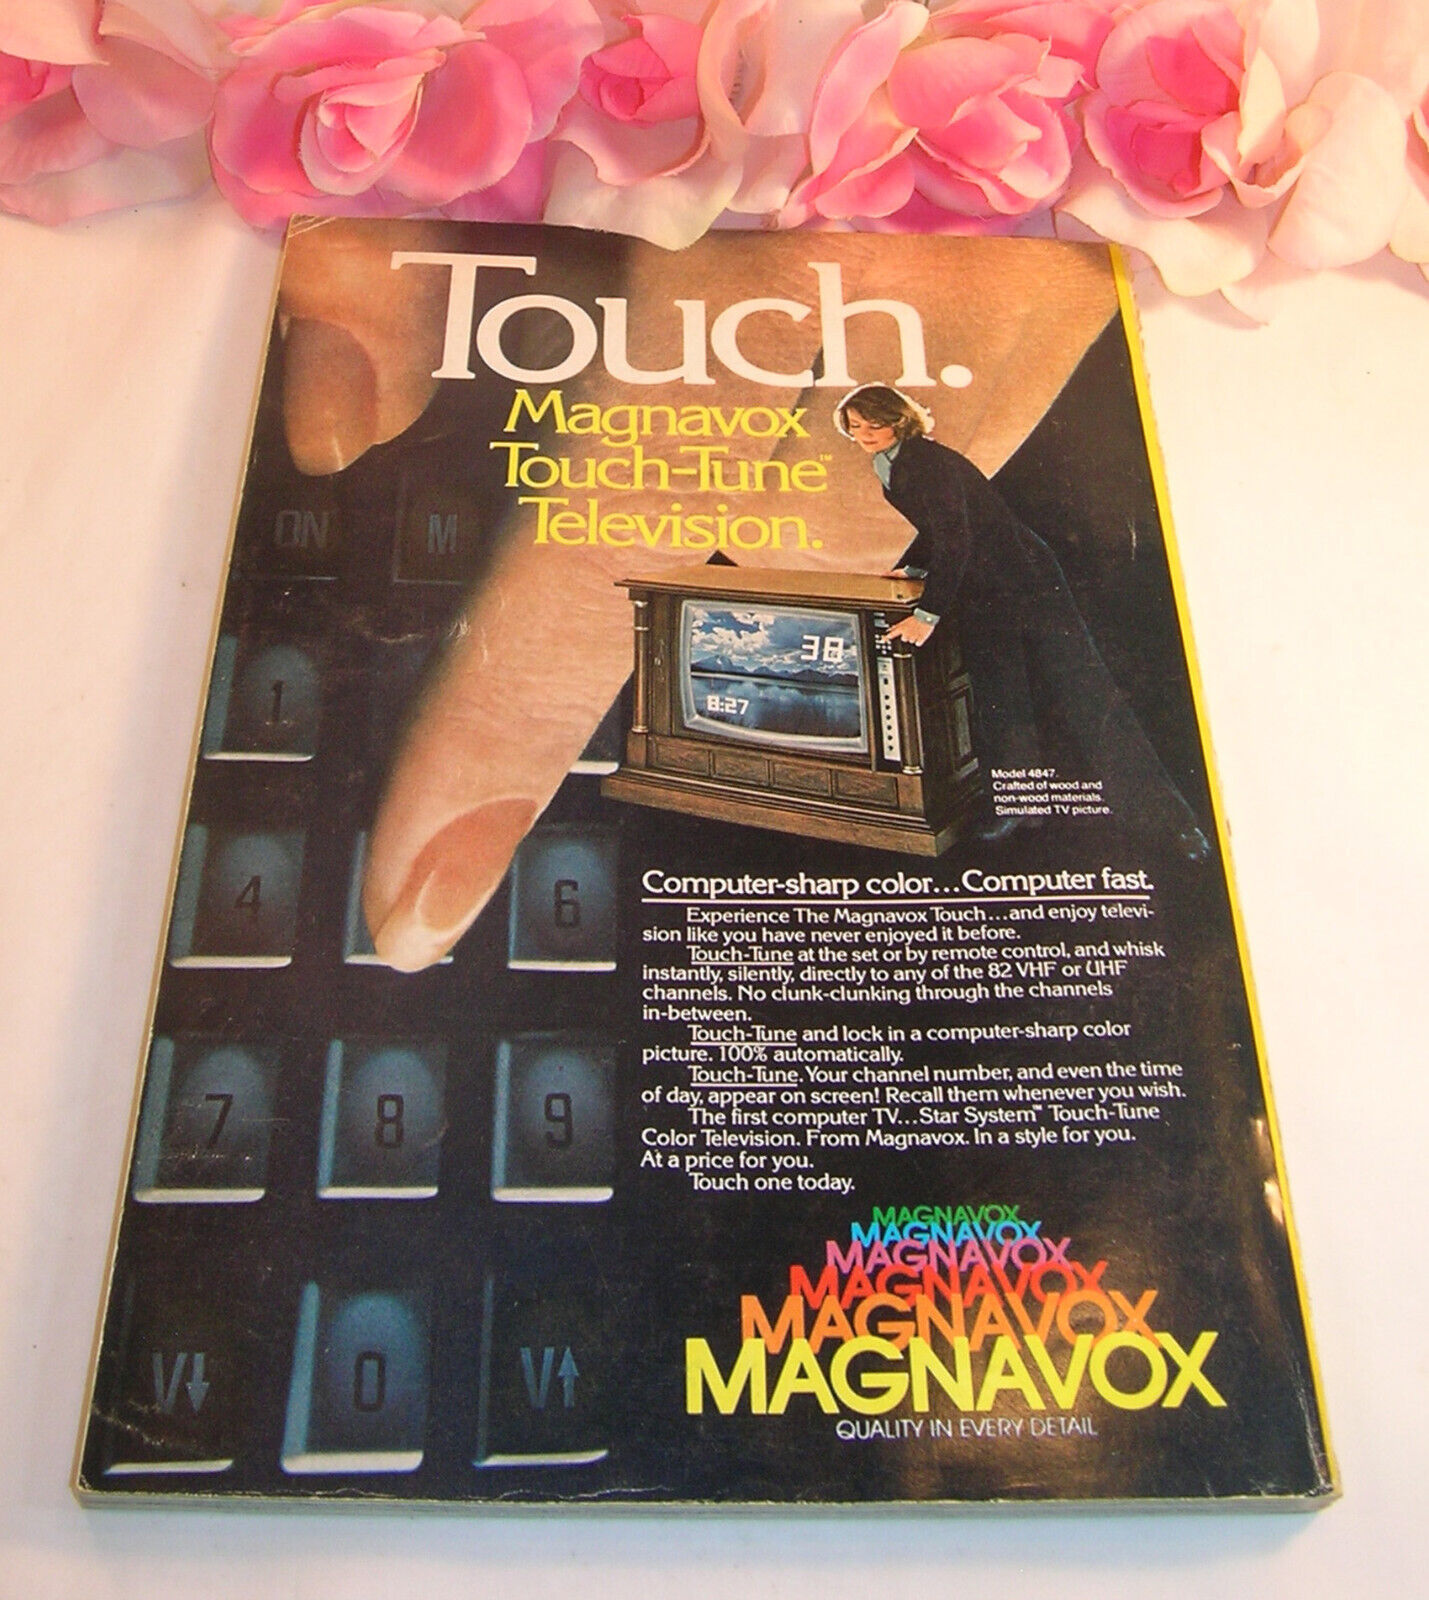 Touch.
Magnavox
Touch-Tune™
Television.
ON
M
38
8:27
1
Model 4847.
Crafted of wood and
non-wood materials.
Simulated TV picture.
4
6
Computer-sharp color...Computer fast.
Experience The Magnavox Touch...and enjoy televi-
sion like you have never enjoyed it before.
Touch-Tune at the set or by remote control, and whisk
instantly, silently, directly to any of the 82 VHF or UHF
channels. No clunk-clunking through the channels
in-between.
Touch-Tune and lock in a computer-sharp color
picture. 100% automatically.
Touch-Tune. Your channel number, and even the time
of day, appear on screen! Recall them whenever you wish.
The first computer TV...Star System™ Touch-Tune
Color Television. From Magnavox. In a style for you.
At a price for you.
Touch one today.
7
8
9
V↓
0
V↑
MAGNAVOX
MAGNAVOX
MAGNAVOX
MAGNAVOX
MAGNAVOX
MAGNAVOX
QUALITY IN EVERY DETAIL